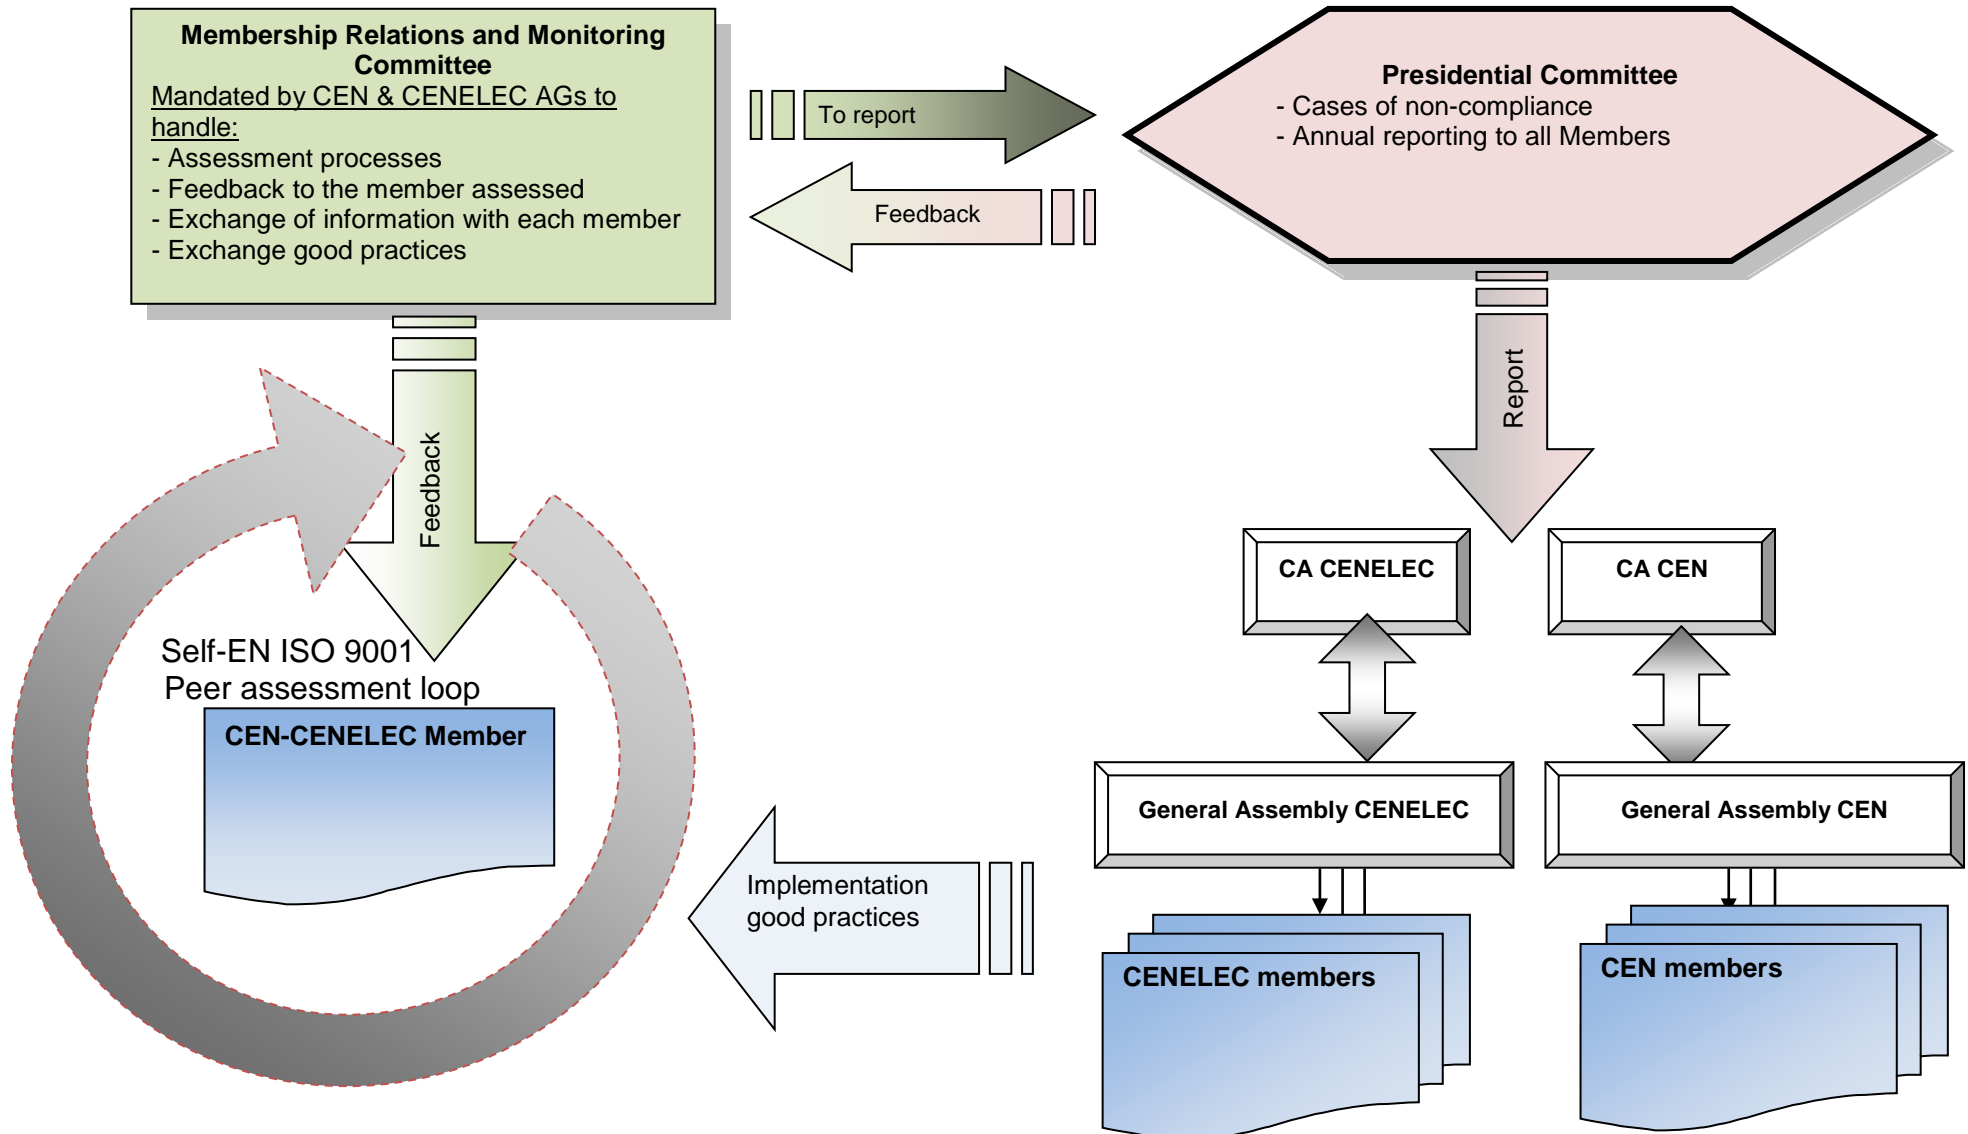 Membership Relations and Monitoring
Committee
Mandated by CEN & CENELEC AGs to
handle:
- Assessment processes
- Feedback to the member assessed
- Exchange of information with each member
- Exchange good practices
To report
Feedback
Presidential Committee
- Cases of non-compliance
- Annual reporting to all Members
Report
Feedback
Self-EN ISO 9001
Peer assessment loop
CEN-CENELEC Member
CA CENELEC
CA CEN
General Assembly CENELEC
General Assembly CEN
Implementation
good practices
CENELEC members
CEN members